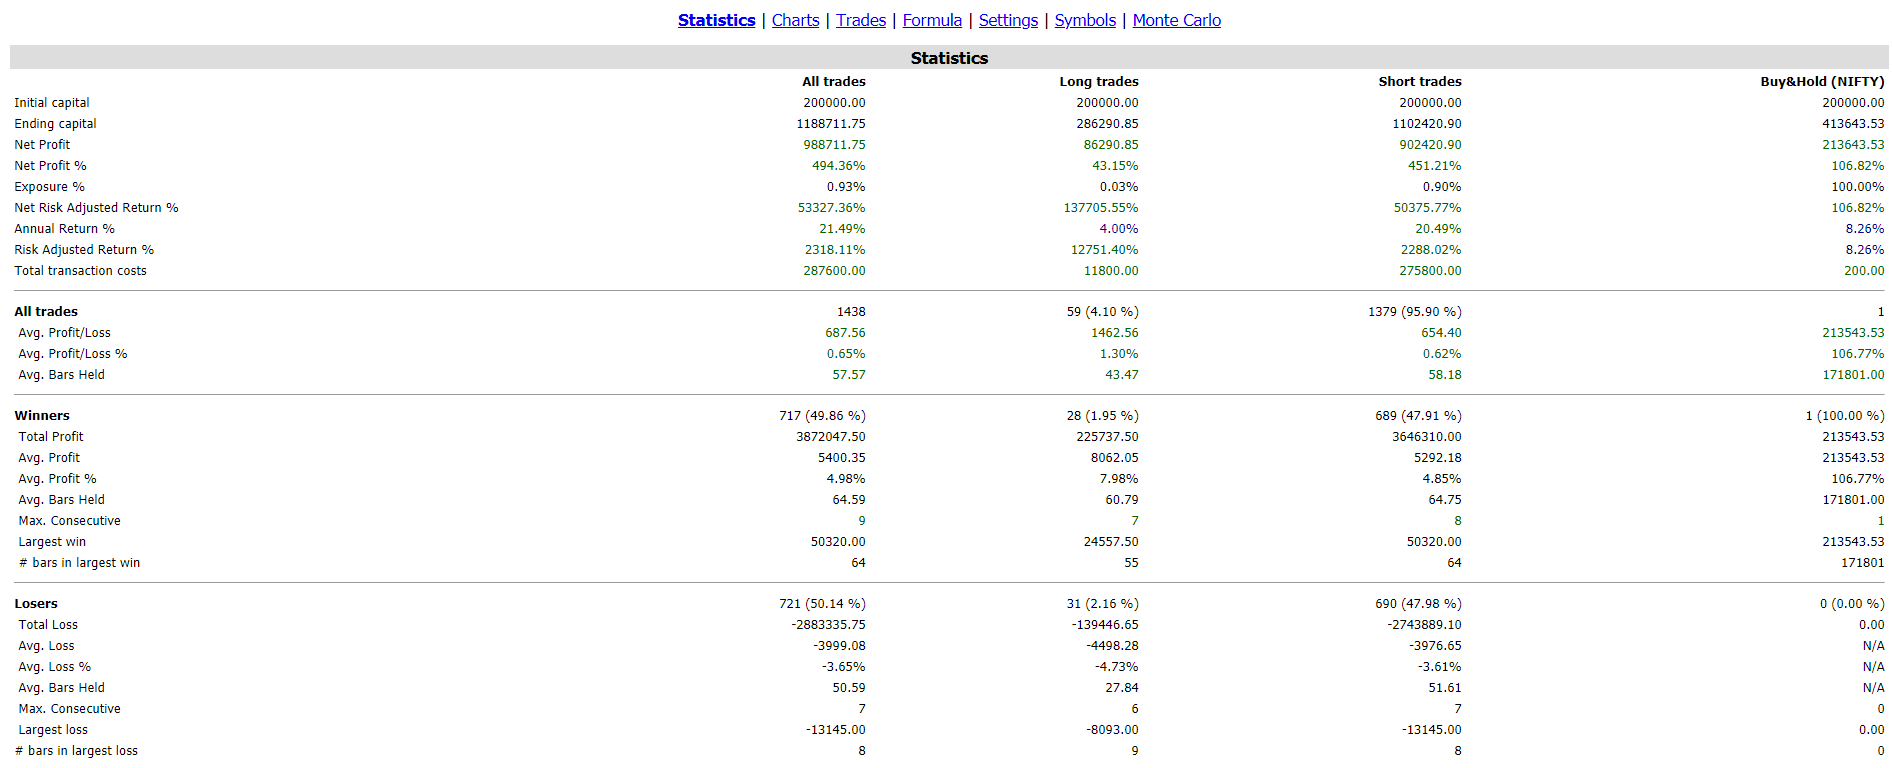 Statistics | Charts | Trades | Formula | Settings | Symbols | Monte Carlo
Statistics
All trades Long trades Short trades Buy&Hold (NIFTY)
Initial capital 200000.00 200000.00 200000.00 200000.00
Ending capital 1188711.75 286290.85 1102420.90 413643.53
Net Profit 988711.75 86290.85 902420.90 213643.53
Net Profit % 494.36% 43.15% 451.21% 106.82%
Exposure % 0.93% 0.03% 0.90% 100.00%
Net Risk Adjusted Return % 53327.36% 137705.55% 50375.77% 106.82%
Annual Return % 21.49% 4.00% 20.49% 8.26%
Risk Adjusted Return % 2318.11% 12751.40% 2288.02% 8.26%
Total transaction costs 287600.00 11800.00 275800.00 200.00
All trades 1438 59 (4.10 %) 1379 (95.90 %) 1
Avg. Profit/Loss 687.56 1462.56 654.40 213543.53
Avg. Profit/Loss % 0.65% 1.30% 0.62% 106.77%
Avg. Bars Held 57.57 43.47 58.18 171801.00
Winners 717 (49.86 %) 28 (1.95 %) 689 (47.91 %) 1 (100.00 %)
Total Profit 3872047.50 225737.50 3646310.00 213543.53
Avg. Profit 5400.35 8062.05 5292.18 213543.53
Avg. Profit % 4.98% 7.98% 4.85% 106.77%
Avg. Bars Held 64.59 60.79 64.75 171801.00
Max. Consecutive 9 7 8 1
Largest win 50320.00 24557.50 50320.00 213543.53
# bars in largest win 64 55 64 171801
Losers 721 (50.14 %) 31 (2.16 %) 690 (47.98 %) 0 (0.00 %)
Total Loss -2883335.75 -139446.65 -2743889.10 0.00
Avg. Loss -3999.08 -4498.28 -3976.65 N/A
Avg. Loss % -3.65% -4.73% -3.61% N/A
Avg. Bars Held 50.59 27.84 51.61 N/A
Max. Consecutive 7 6 7 0
Largest loss -13145.00 -8093.00 -13145.00 0.00
# bars in largest loss 8 9 8 0